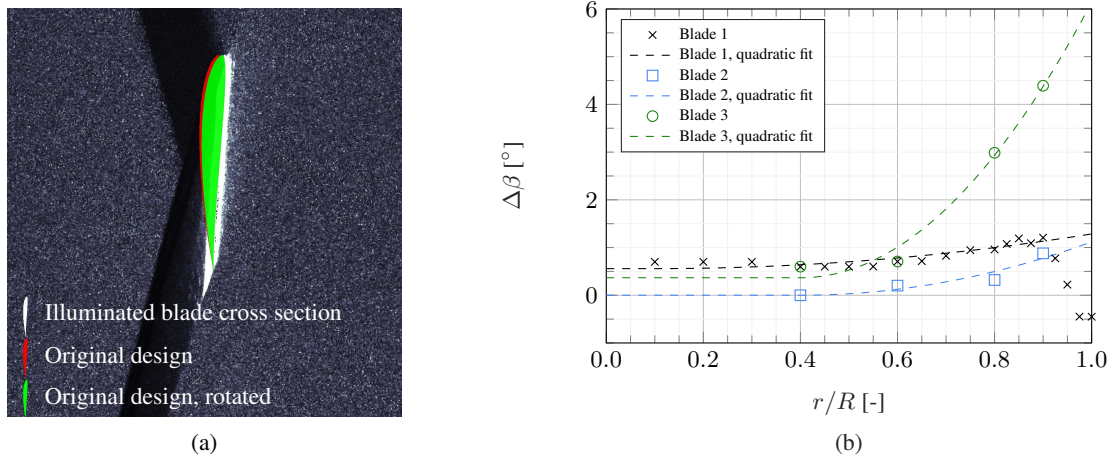 Illuminated blade cross section
Original design
Original design, rotated
(a)
6
4
2
0
Δβ [°]
Blade 1
Blade 1, quadratic fit
Blade 2
Blade 2, quadratic fit
Blade 3
Blade 3, quadratic fit
0.0 0.2 0.4 0.6 0.8 1.0
r/R [-]
(b)